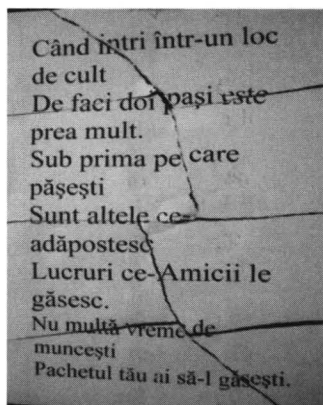 Când intri într-un loc
de cult
De faci doi pași este
prea mult.
Sub prima pe care
pășești
Sunt altele ce-
adăpostesc
Lucruri ce-Amicii le
găsesc.
Nu multă vreme de
muncești
Pachetul tău ai să-l găsești.